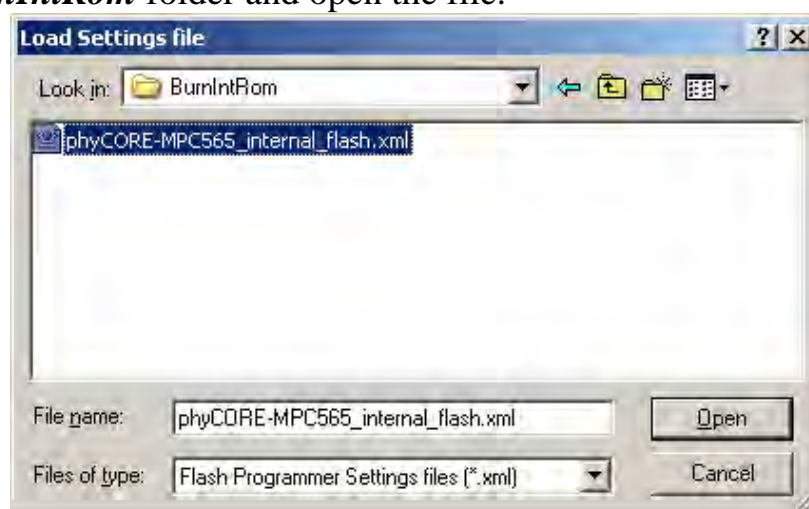 nIntRom folder and open the file.
Load Settings file
Look in: BurnIntRom
phyCORE-MPC565_internal_flash.xml
File name: phyCORE-MPC565_internal_flash.xml Open
Files of type: Flash Programmer Settings files (*.xml) Cancel